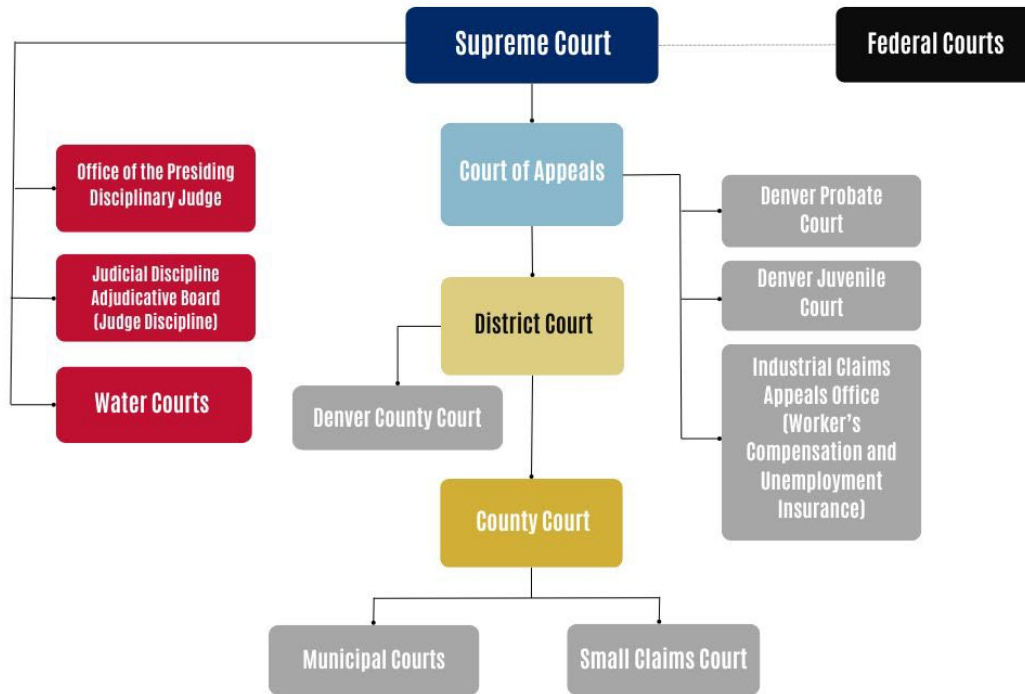 Supreme Court
Federal Courts
Office of the Presiding
Disciplinary Judge
Court of Appeals
Denver Probate
Court
Judicial Discipline
Adjudicative Board
(Judge Discipline)
District Court
Denver Juvenile
Court
Water Courts
Denver County Court
Industrial Claims
Appeals Office
(Worker’s
Compensation and
Unemployment
Insurance)
County Court
Municipal Courts
Small Claims Court